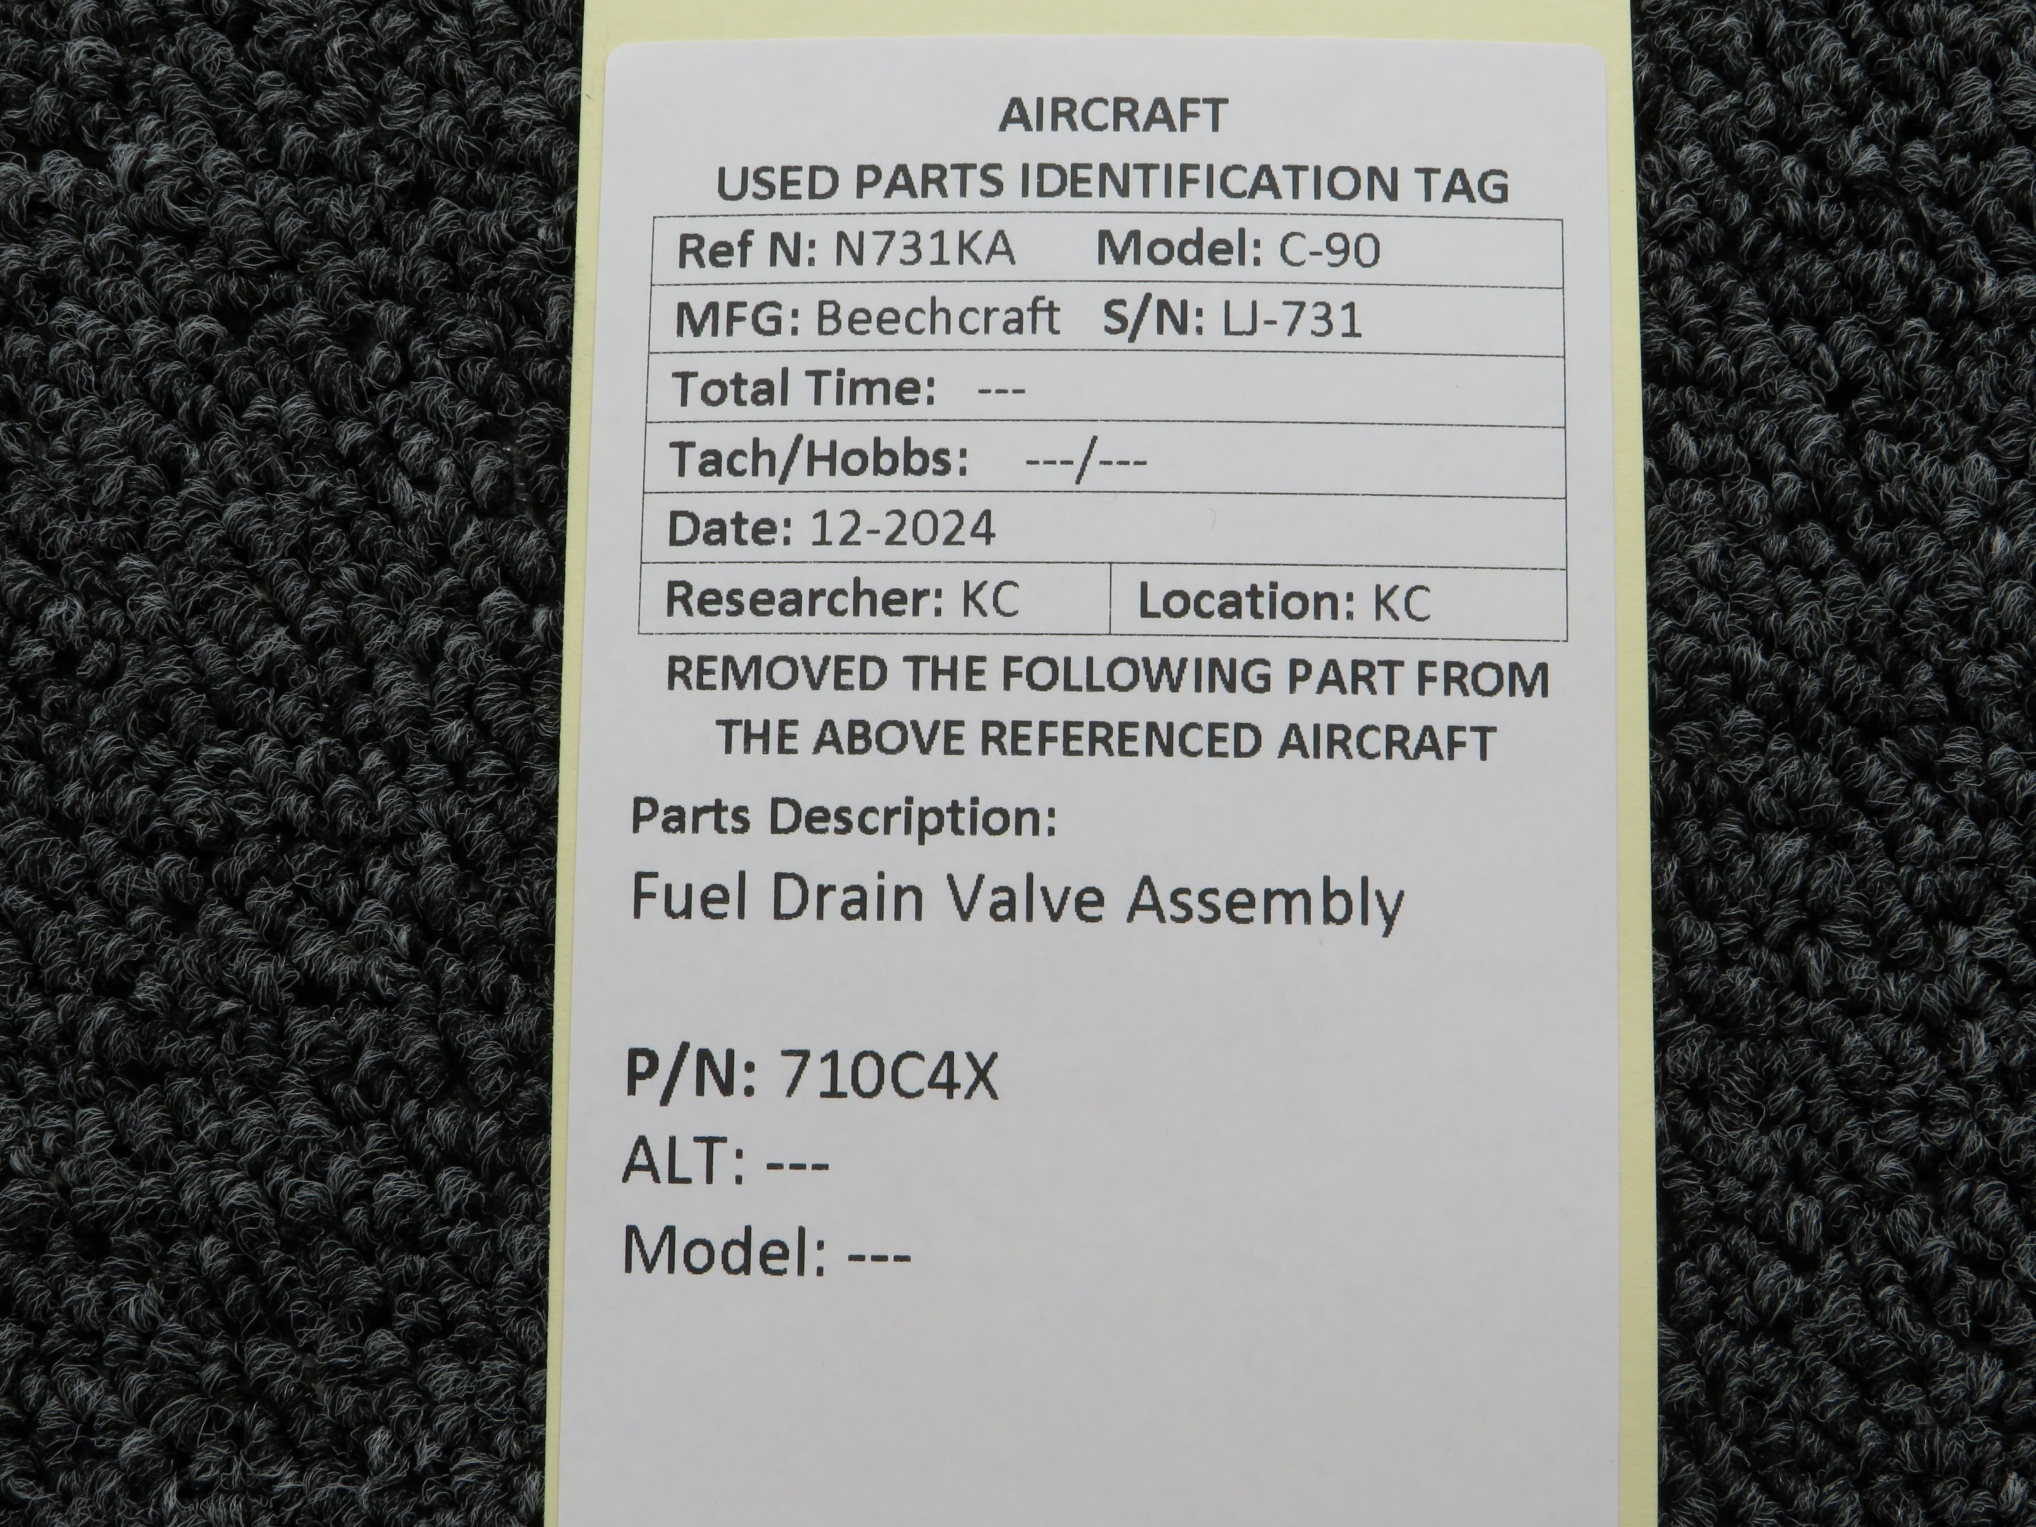 AIRCRAFT
USED PARTS IDENTIFICATION TAG
Ref N: N731KA Model: C-90
MFG: Beechcraft S/N: LJ-731
Total Time: ---
Tach/Hobbs: ---/---
Date: 12-2024
Researcher: KC Location: KC
REMOVED THE FOLLOWING PART FROM
THE ABOVE REFERENCED AIRCRAFT
Parts Description:
Fuel Drain Valve Assembly
P/N: 710C4X
ALT: ---
Model: ---